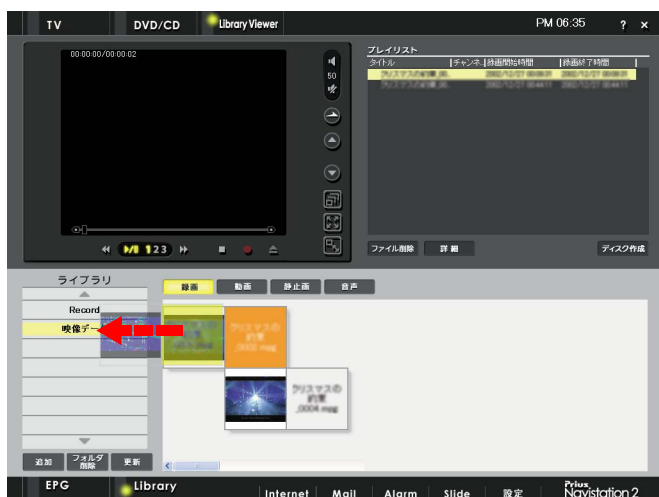 TV DVD/CD Library Viewer PM 06:35 ? ×
00:00:00/00:00:02
プレイリスト
タイトル チャンネ.. 録画開始時間 録画終了時間
50
123
ファイル削除 詳細 ディスク作成
ライブラリ
録画 動画 静止画 音声
Record
映像デー
クリスマスの
約束
_0002.mpg
クリスマスの
約束
_0004.mpg
追加 フォルダ削除 更新
EPG Library Internet Mail Alarm Slide 設定 Prius Navistation 2